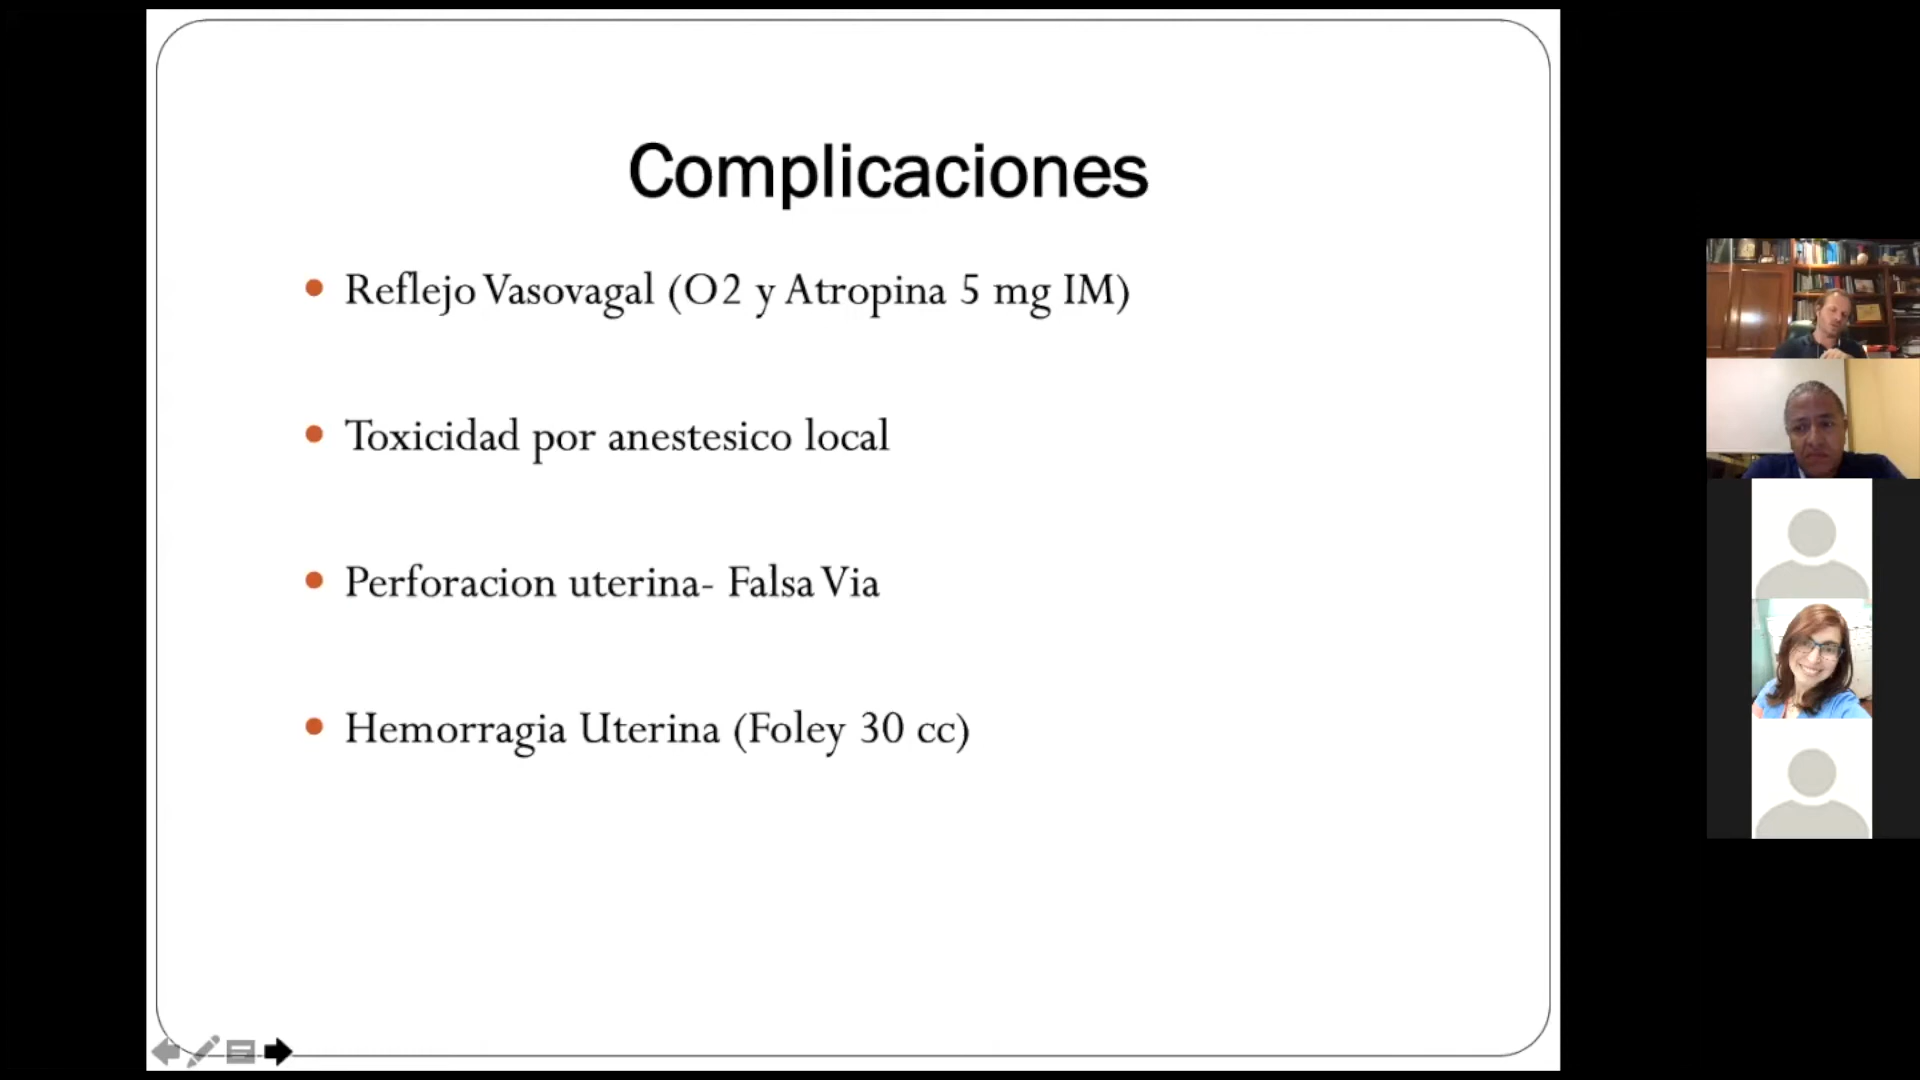 Complicaciones
Reflejo Vasovagal (O2 y Atropina 5 mg IM)
Toxicidad por anestesico local
Perforacion uterina- Falsa Via
Hemorragia Uterina (Foley 30 cc)